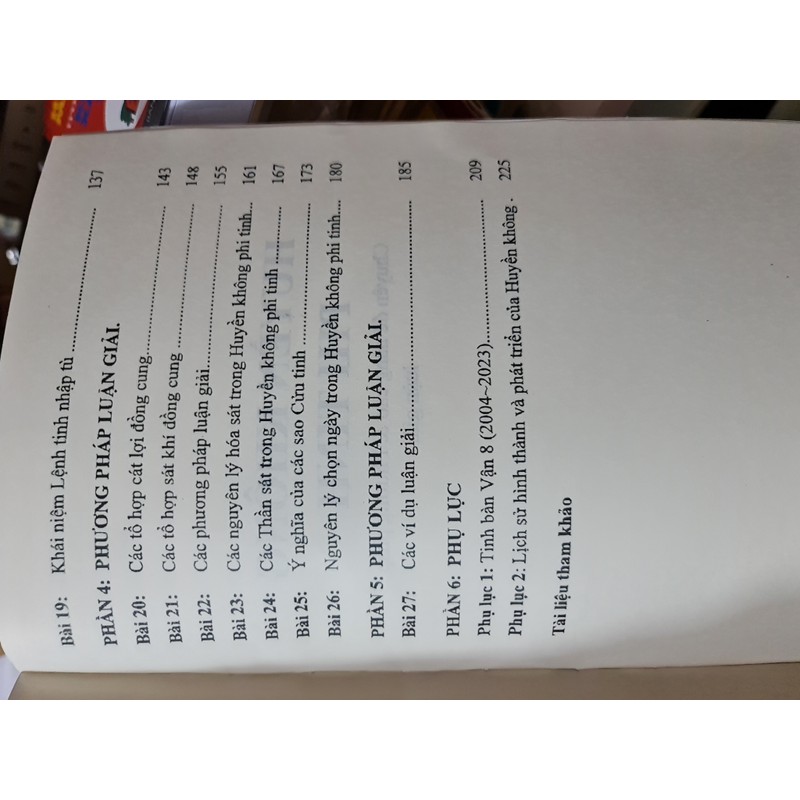 Bài 19: Khái niệm Lệnh tinh nhập tù ........ 137
PHẦN 4: PHƯƠNG PHÁP LUẬN GIẢI.
Bài 20: Các tổ hợp cát lợi đồng cung........ 143
Bài 21: Các tổ hợp sát khí đồng cung ........ 148
Bài 22: Các phương pháp luận giải........ 155
Bài 23: Các nguyên lý hóa sát trong Huyền không phi tinh... 161
Bài 24: Các Thần sát trong Huyền không phi tinh ........ 167
Bài 25: Ý nghĩa của các sao Cửu tinh ........ 173
Bài 26: Nguyên lý chọn ngày trong Huyền không phi tinh.... 180
PHẦN 5: PHƯƠNG PHÁP LUẬN GIẢI.
Bài 27: Các ví dụ luận giải........ 185
PHẦN 6: PHỤ LỤC
Phụ lục 1: Tinh bàn Vận 8 (2004~2023)........ 209
Phụ lục 2: Lịch sử hình thành và phát triển của Huyền không . 225
Tài liệu tham khảo